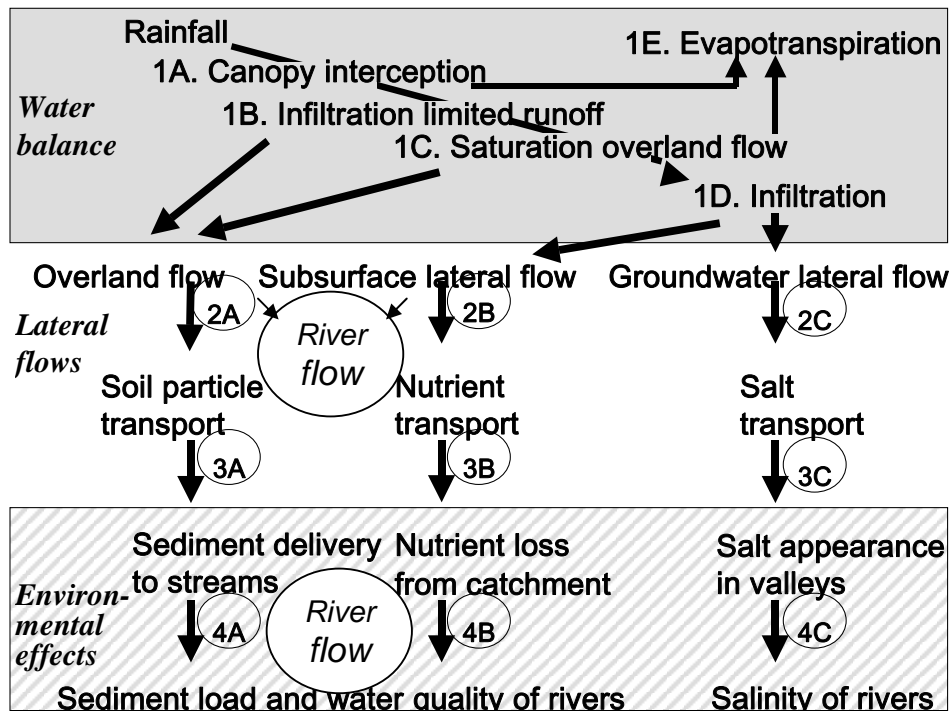 Rainfall
1E. Evapotranspiration
1A. Canopy interception
Water
balance
1B. Infiltration limited runoff
1C. Saturation overland flow
1D. Infiltration
Overland flow
Subsurface lateral flow
Groundwater lateral flow
Lateral
flows
2A
River
flow
2B
2C
Soil particle
transport
Nutrient
transport
Salt
transport
3A
3B
3C
Environ-
mental
effects
Sediment delivery
to streams
Nutrient loss
from catchment
Salt appearance
in valleys
4A
River
flow
4B
4C
Sediment load and water quality of rivers
Salinity of rivers